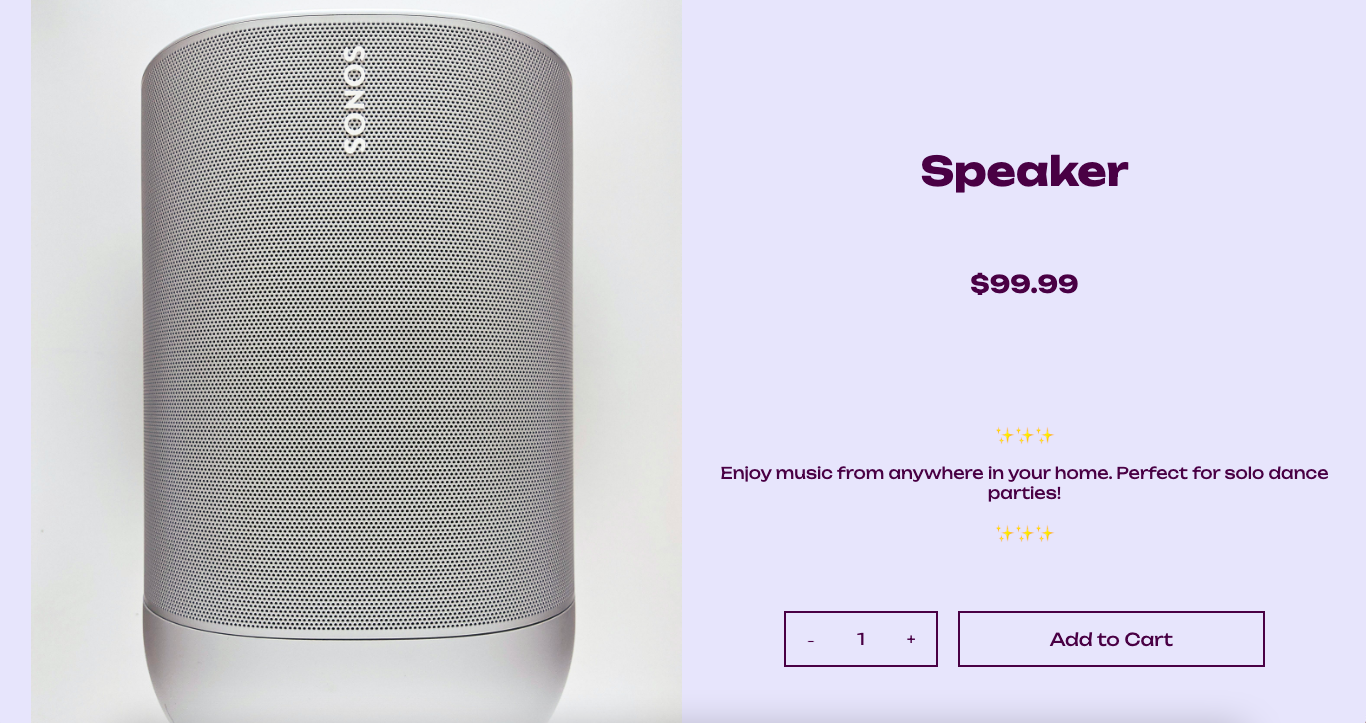 SONOS
Speaker
$99.99
✨✨✨
Enjoy music from anywhere in your home. Perfect for solo dance
parties!
✨✨✨
- 1 +
Add to Cart